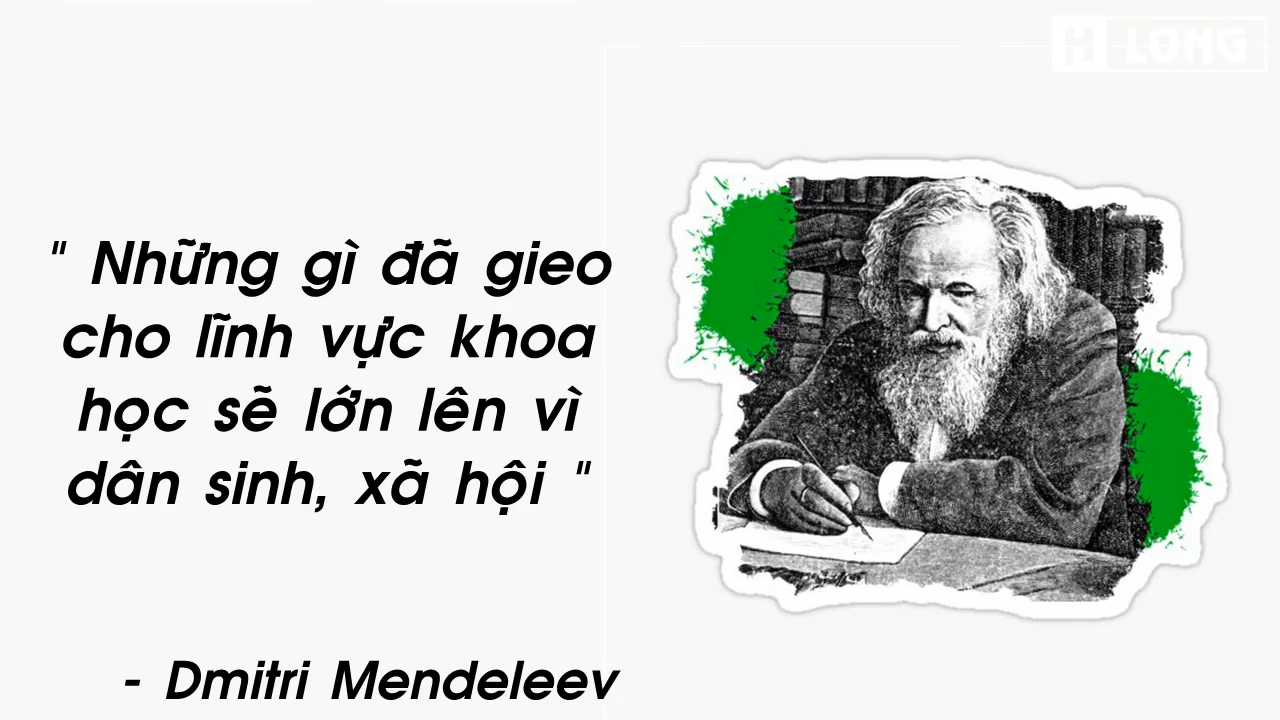 LONG
" Những gì đã gieo
cho lĩnh vực khoa
học sẽ lớn lên vì
dân sinh, xã hội "
- Dmitri Mendeleev